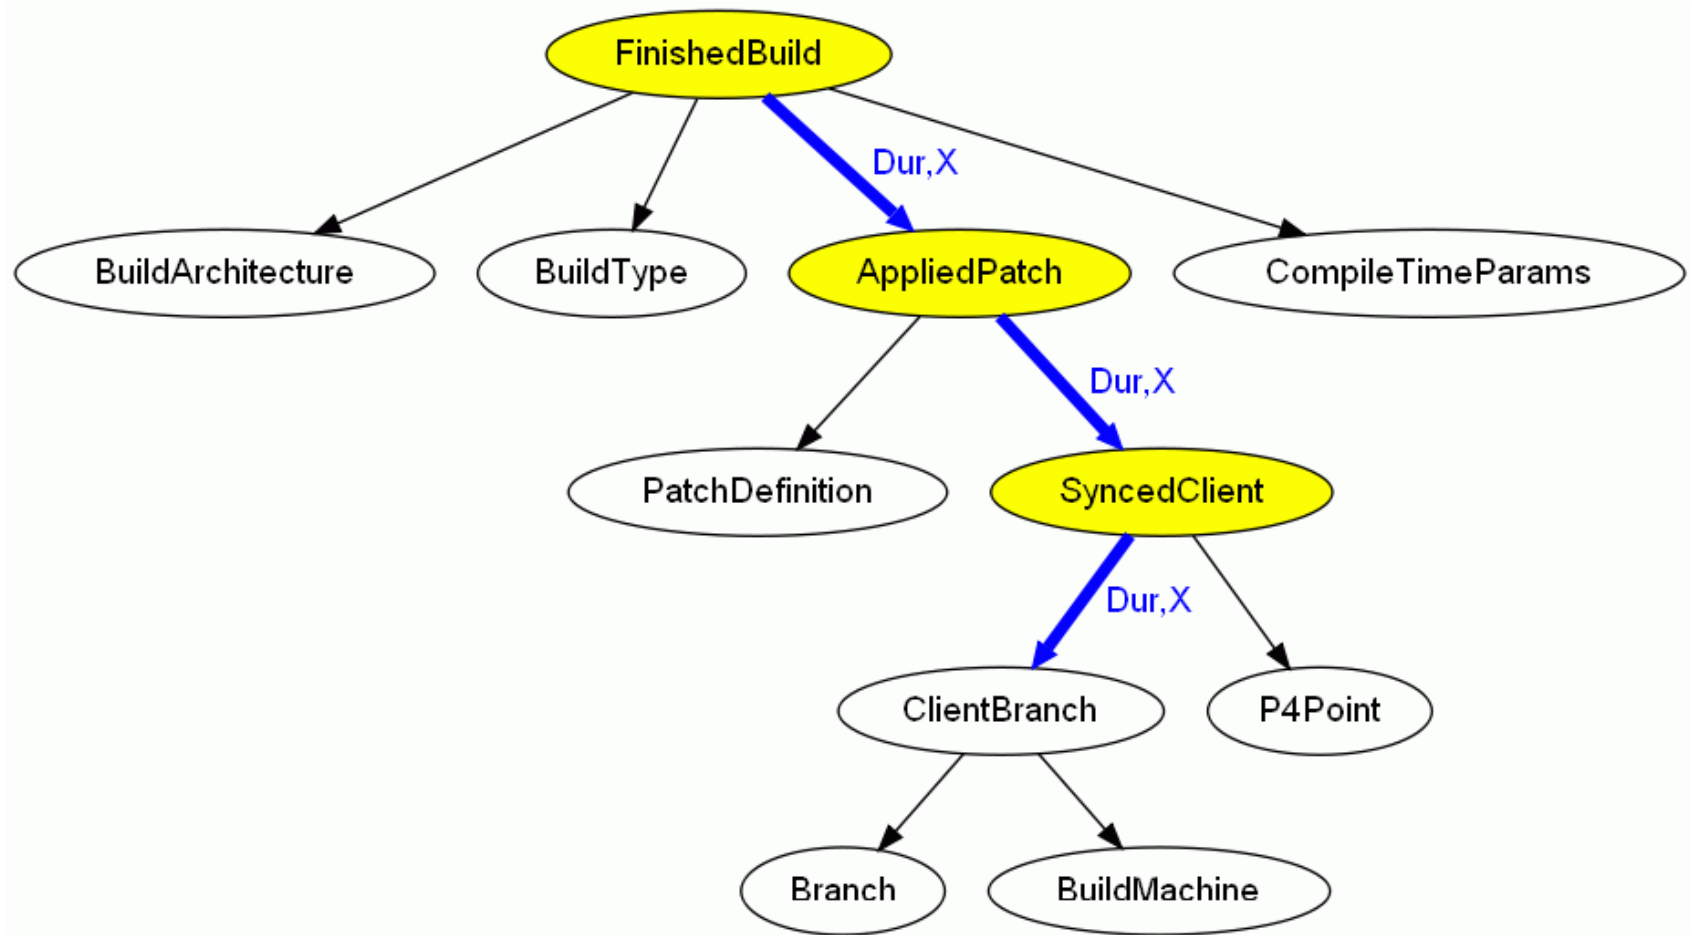 FinishedBuild
Dur,X
BuildArchitecture
BuildType
AppliedPatch
CompileTimeParams
Dur,X
PatchDefinition
SyncedClient
Dur,X
ClientBranch
P4Point
Branch
BuildMachine